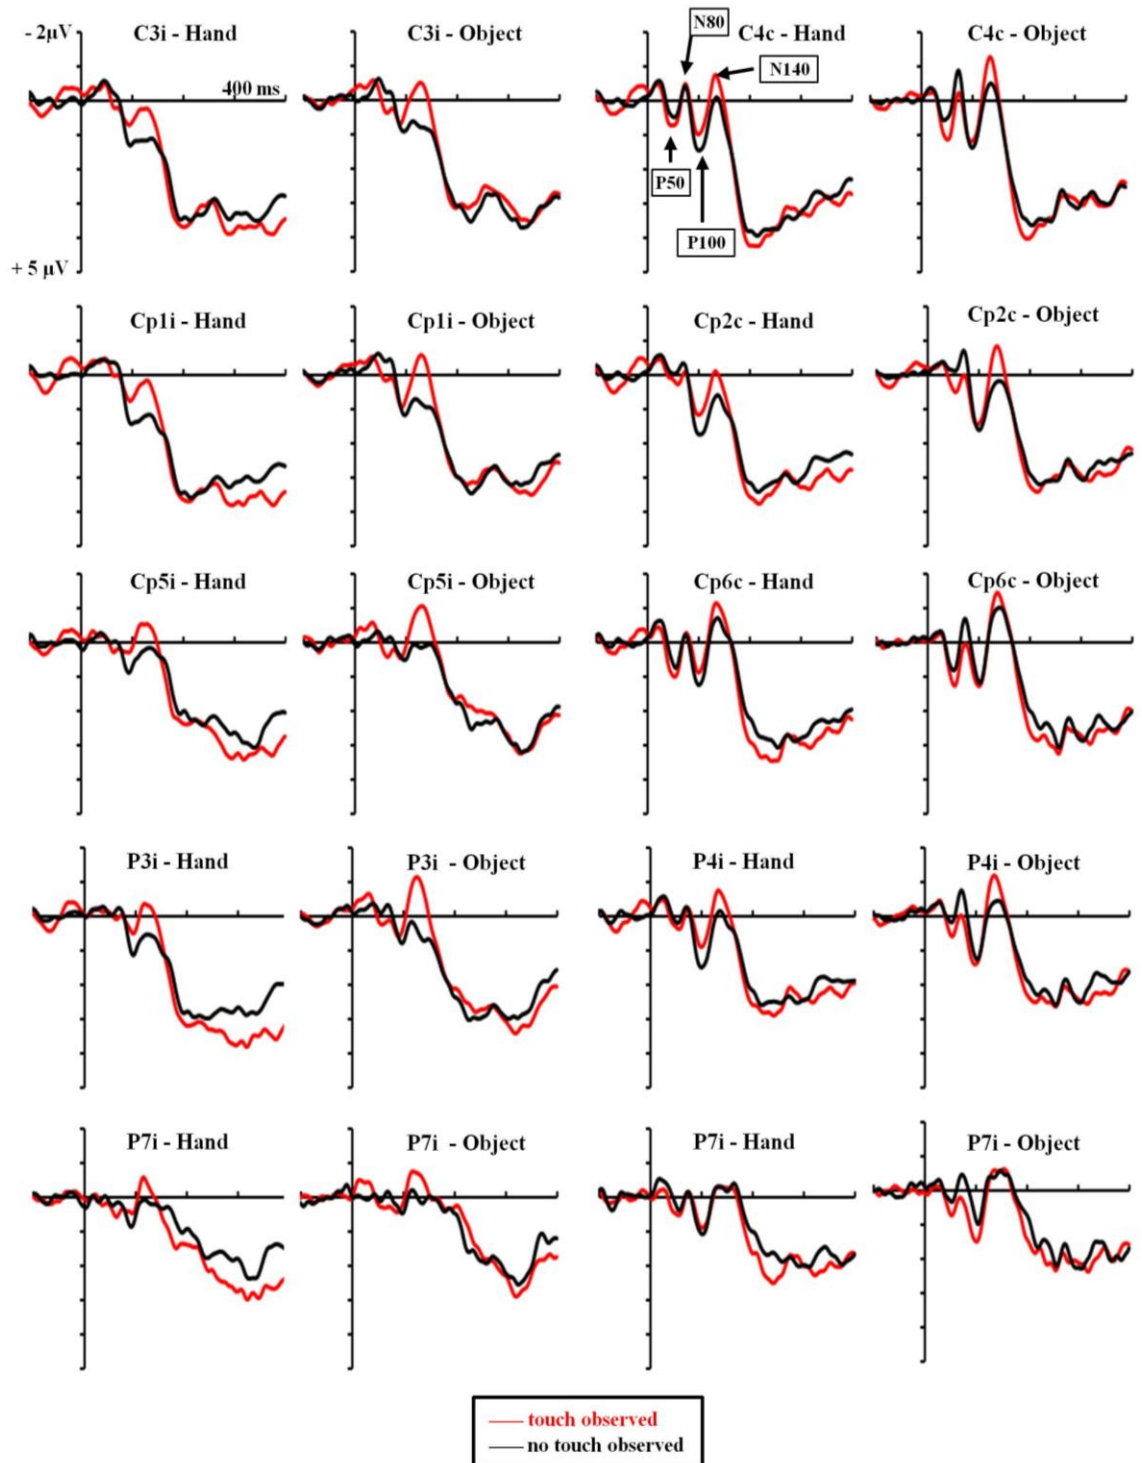 - 2µV
C3i - Hand
400 ms
C3i - Object
N80
C4c - Hand
N140
C4c - Object
P50
P100
+ 5 µV
Cp1i - Hand
Cp1i - Object
Cp2c - Hand
Cp2c - Object
Cp5i - Hand
Cp5i - Object
Cp6c - Hand
Cp6c - Object
P3i - Hand
P3i - Object
P4i - Hand
P4i - Object
P7i - Hand
P7i - Object
P7i - Hand
P7i - Object
touch observed
no touch observed